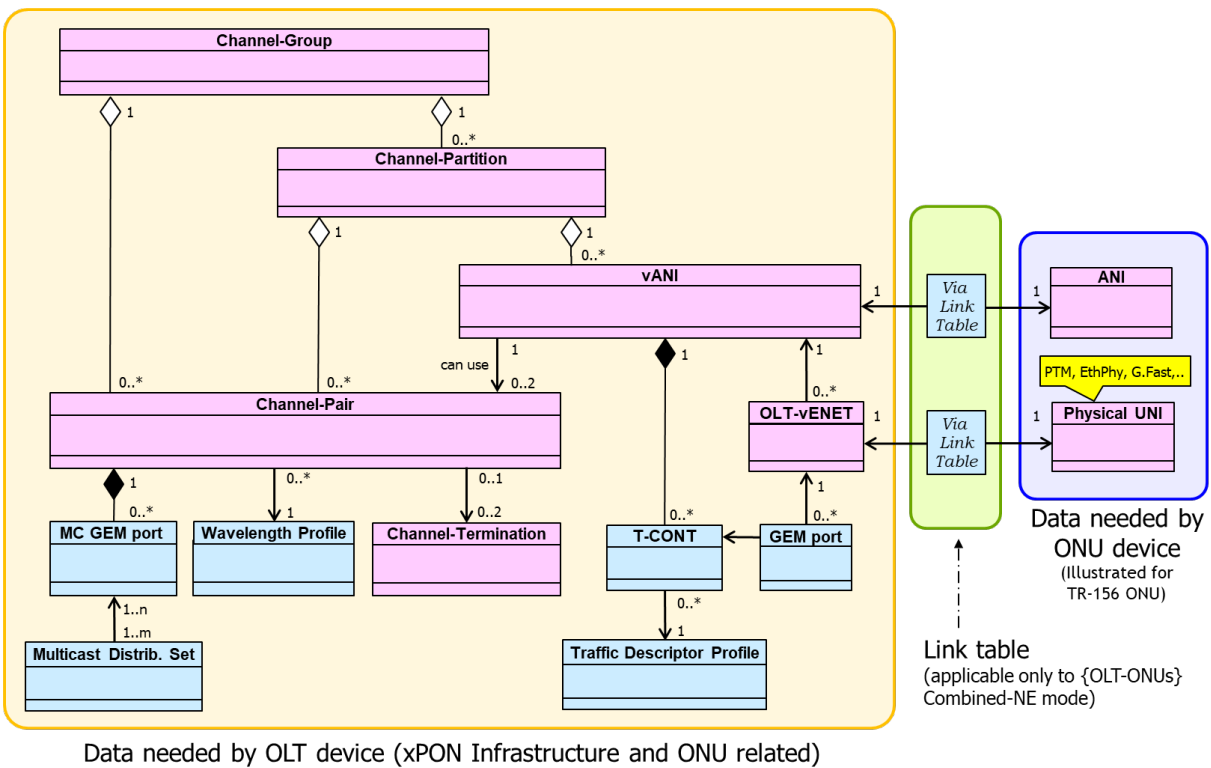 Channel-Group
1
1
0..*
Channel-Partition
1
1
0..*
vANI
1
Via
Link
Table
1
ANI
can use
1
1
1
0..*
0..*
0..2
0..*
PTM, EthPhy, G.Fast,..
Channel-Pair
OLT-vENET
1
Via
Link
Table
1
Physical UNI
1
0..*
0..1
1
0..*
1
0..2
0..*
0..*
MC GEM port
Wavelength Profile
Channel-Termination
T-CONT
GEM port
Data needed by
ONU device
(Illustrated for
TR-156 ONU)
1..n
1..m
0..*
1
Multicast Distrib. Set
Traffic Descriptor Profile
Link table
(applicable only to {OLT-ONUs}
Combined-NE mode)
Data needed by OLT device (xPON Infrastructure and ONU related)